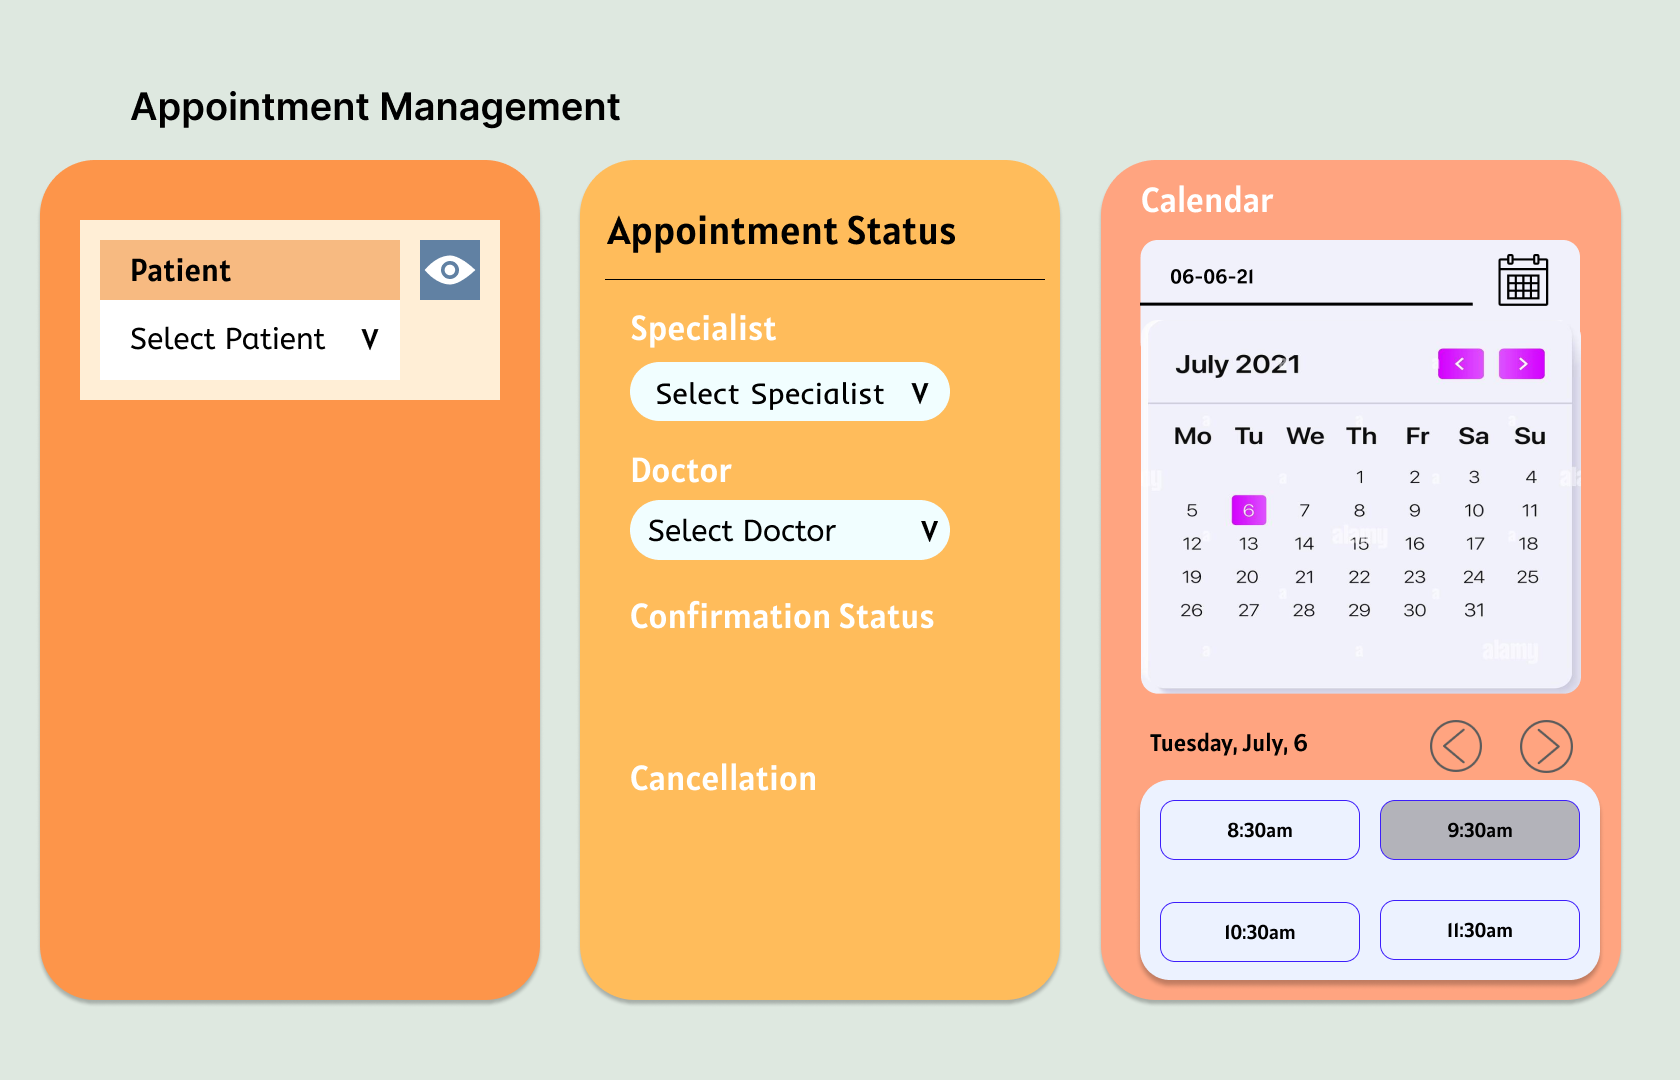 Appointment Management
Patient
Select Patient V
Appointment Status
Specialist
Select Specialist V
Doctor
Select Doctor V
Confirmation Status
Cancellation
Calendar
06-06-21
July 2021 < >
Mo Tu We Th Fr Sa Su
1 2 3 4
5 6 7 8 9 10 11
12 13 14 15 16 17 18
19 20 21 22 23 24 25
26 27 28 29 30 31
alamy
Tuesday, July, 6
8:30am 9:30am
10:30am 11:30am